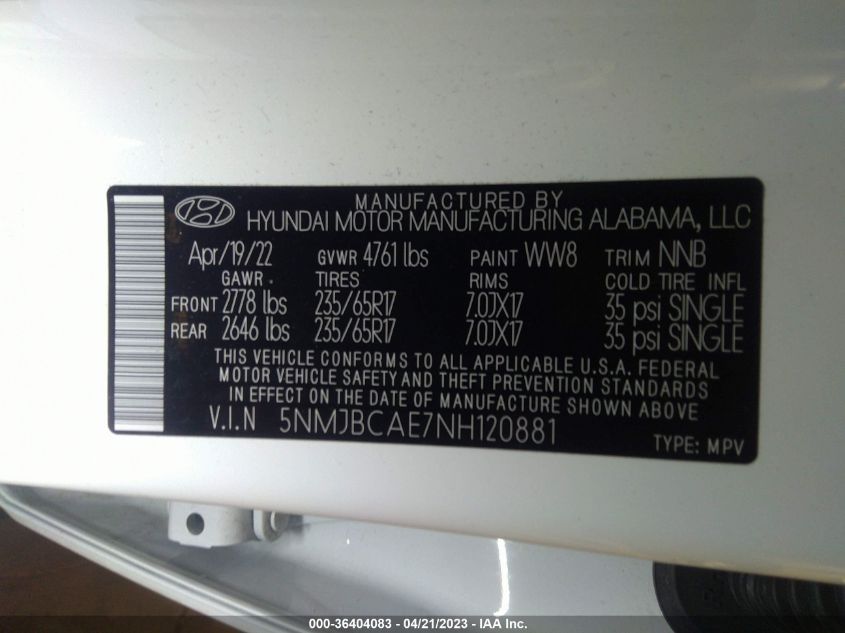 MANUFACTURED BY
HYUNDAI MOTOR MANUFACTURING ALABAMA, LLC
Apr/19/22 GVWR 4761 lbs PAINT WW8 TRIM NNB
GAWR TIRES RIMS COLD TIRE INFL
FRONT 2778 lbs 235/65R17 7.0JX17 35 psi SINGLE
REAR 2646 lbs 235/65R17 7.0JX17 35 psi SINGLE
THIS VEHICLE CONFORMS TO ALL APPLICABLE U.S.A. FEDERAL
MOTOR VEHICLE SAFETY AND THEFT PREVENTION STANDARDS
IN EFFECT ON THE DATE OF MANUFACTURE SHOWN ABOVE
V.I.N 5NMJBCAE7NH120881
TYPE: MPV
000-36404083 - 04/21/2023 - IAA Inc.